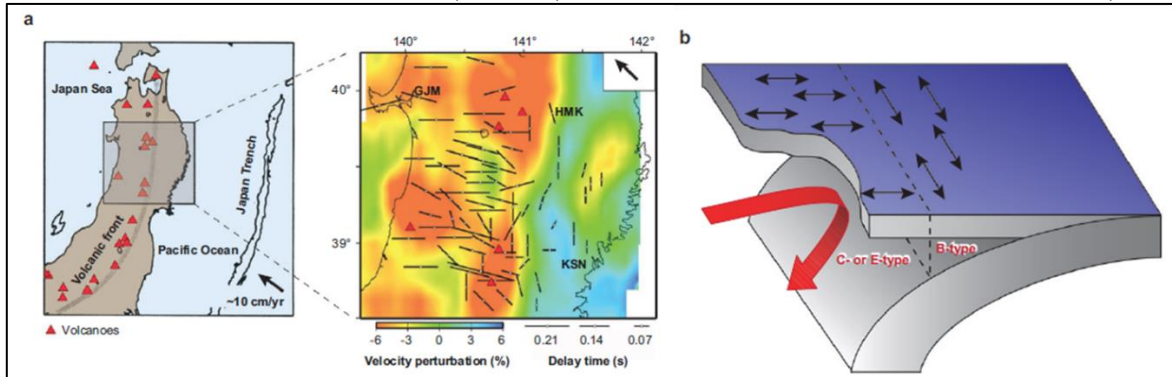 a
Japan Sea
Japan Trench
Volcanic front
Pacific Ocean
~10 cm/yr
Volcanoes
140° 141° 142°
40°
39°
GJM
HMK
KSN
-6 -3 0 3 6
Velocity perturbation (%)
0.21 0.14 0.07
Delay time (s)
b
C- or E-type
B-type